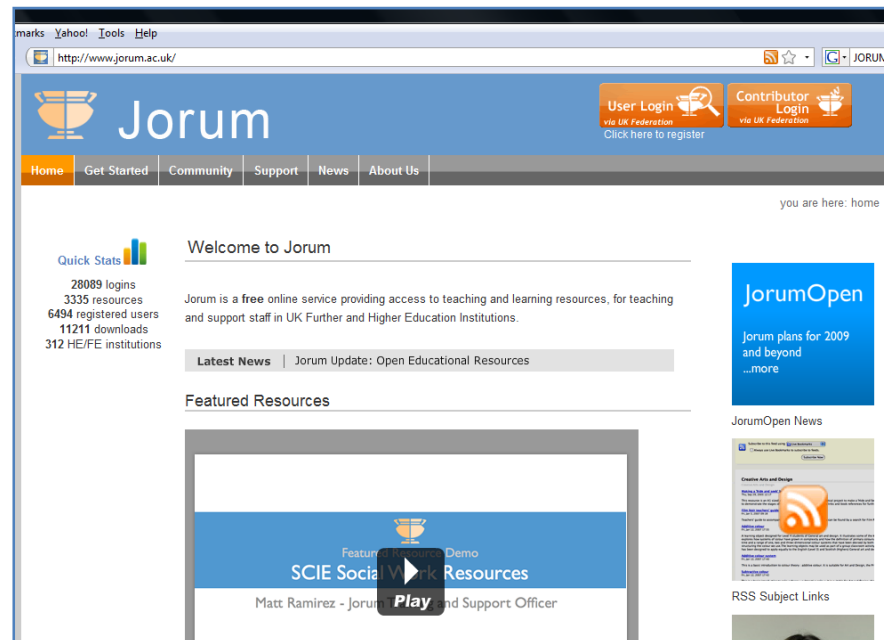 marks Yahoo! Tools Help
http://www.jorum.ac.uk/
G JORUM
Jorum
User Login
via UK Federation
Click here to register
Contributor
Login
via UK Federation
Home Get Started Community Support News About Us
you are here: home
Quick Stats
28089 logins
3335 resources
6494 registered users
11211 downloads
312 HE/FE institutions
Welcome to Jorum
Jorum is a free online service providing access to teaching and learning resources, for teaching
and support staff in UK Further and Higher Education Institutions.
Latest News | Jorum Update: Open Educational Resources
Featured Resources
Featured Resource Demo
SCIE Social Work Resources
Matt Ramirez - Jorum Training and Support Officer
Play
JorumOpen
Jorum plans for 2009
and beyond
...more
JorumOpen News
Creative Arts and Design
Additive colour
Subtractive colour
RSS Subject Links